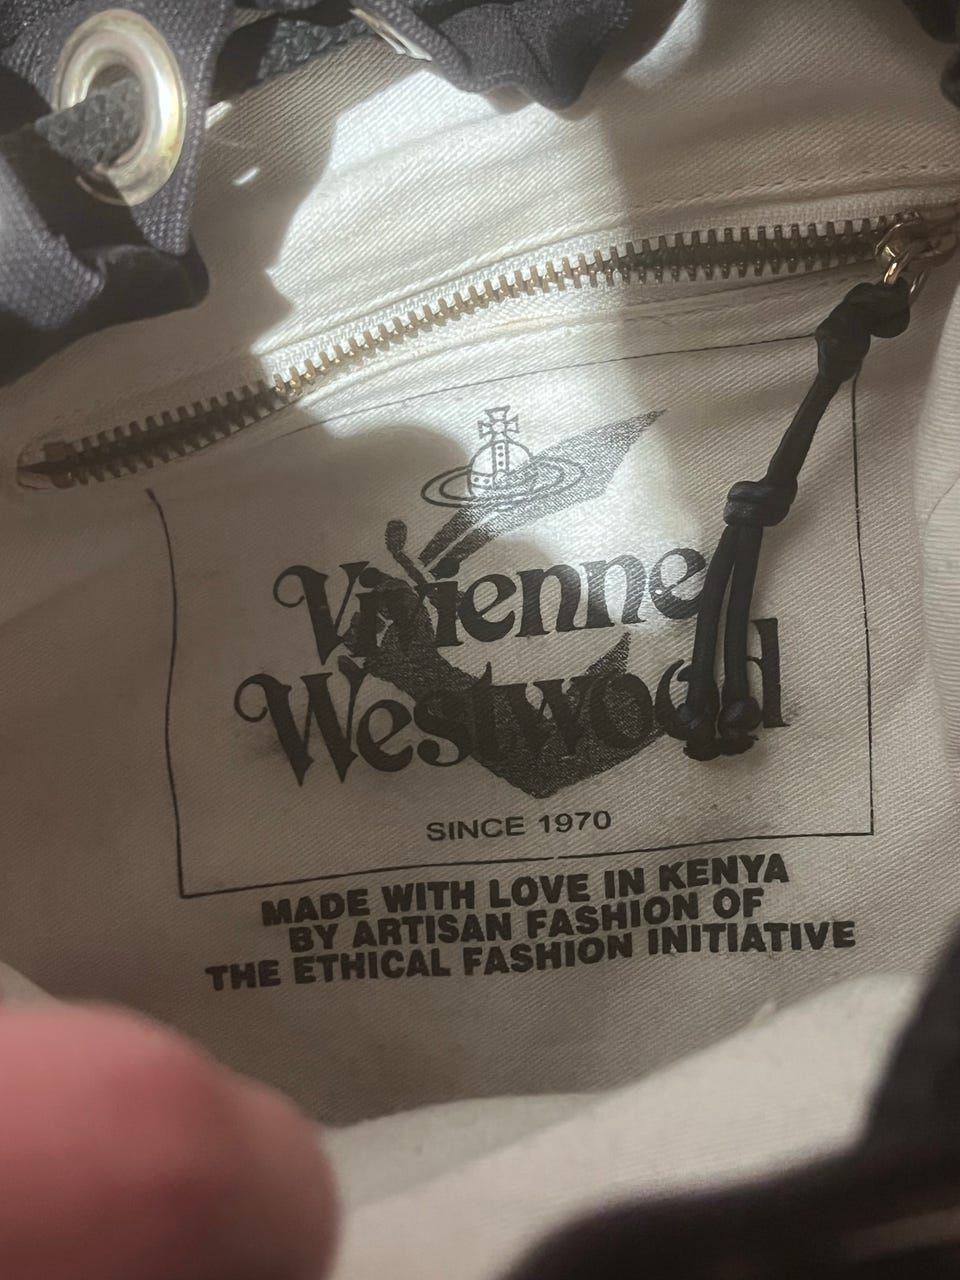 Vivienne
Westwood
SINCE 1970
MADE WITH LOVE IN KENYA
BY ARTISAN FASHION OF
THE ETHICAL FASHION INITIATIVE